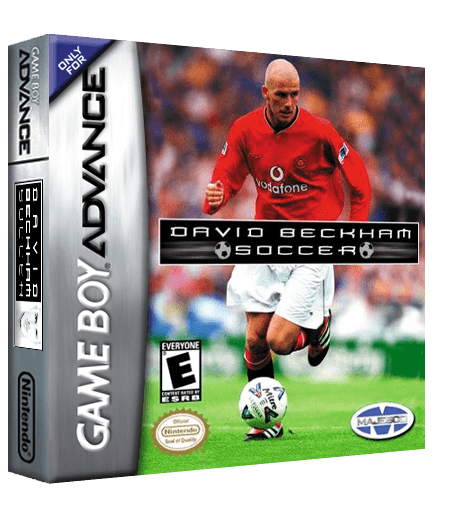 GAME BOY ADVANCE
DAVID
BECKHAM
SOCCER
Nintendo
ONLY
FOR
GAME BOY ADVANCE
vodafone
DAVID BECKHAM
SOCCER
EVERYONE
E
CONTENT RATED BY
ESRB
Official
Nintendo
Seal of Quality
Mitre
MAJESCO